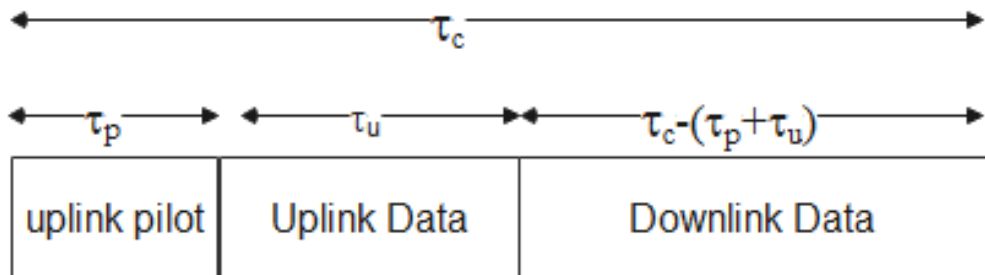 τc
τp τu τc-(τp+τu)
uplink pilot Uplink Data Downlink Data